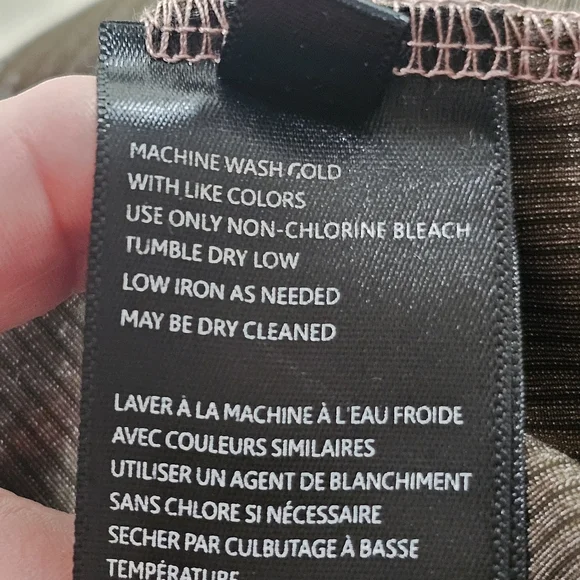 MACHINE WASH COLD
WITH LIKE COLORS
USE ONLY NON-CHLORINE BLEACH
TUMBLE DRY LOW
LOW IRON AS NEEDED
MAY BE DRY CLEANED
LAVER À LA MACHINE À L'EAU FROIDE
AVEC COULEURS SIMILAIRES
UTILISER UN AGENT DE BLANCHIMENT
SANS CHLORE SI NÉCESSAIRE
SECHER PAR CULBUTAGE À BASSE
TEMPÉRATURE